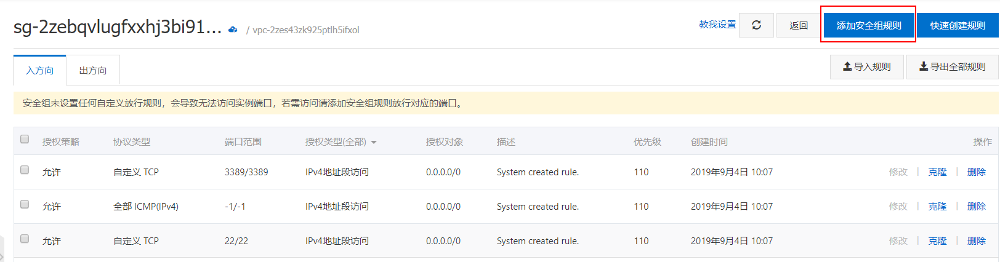 sg-2zebqvlugfxxhj3bi91... / vpc-2zes43zk925ptlh5ifxol 教我设置 返回 添加安全组规则 快速创建规则
入方向 出方向 导入规则 导出全部规则
安全组未设置任何自定义放行规则，会导致无法访问实例端口，若需访问请添加安全组规则放行对应的端口。
授权策略 协议类型 端口范围 授权类型(全部) 授权对象 描述 优先级 创建时间 操作
允许 自定义 TCP 3389/3389 IPv4地址段访问 0.0.0.0/0 System created rule. 110 2019年9月4日 10:07 修改 | 克隆 | 删除
允许 全部 ICMP(IPv4) -1/-1 IPv4地址段访问 0.0.0.0/0 System created rule. 110 2019年9月4日 10:07 修改 | 克隆 | 删除
允许 自定义 TCP 22/22 IPv4地址段访问 0.0.0.0/0 System created rule. 110 2019年9月4日 10:07 修改 | 克隆 | 删除